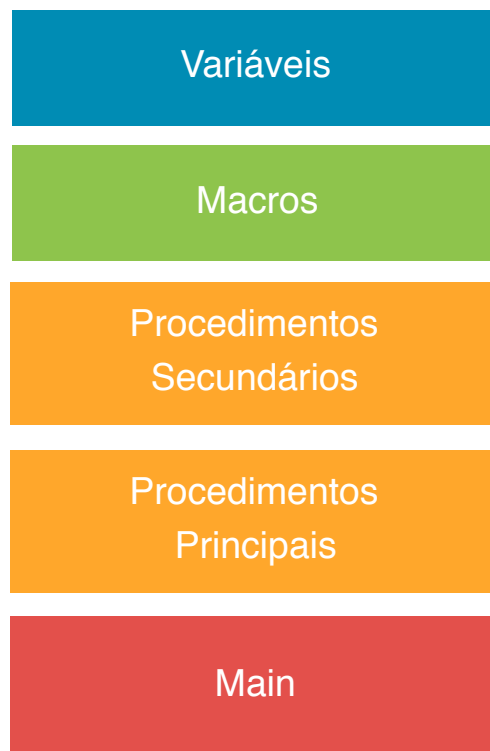 Variáveis
Macros
Procedimentos
Secundários
Procedimentos
Principais
Main